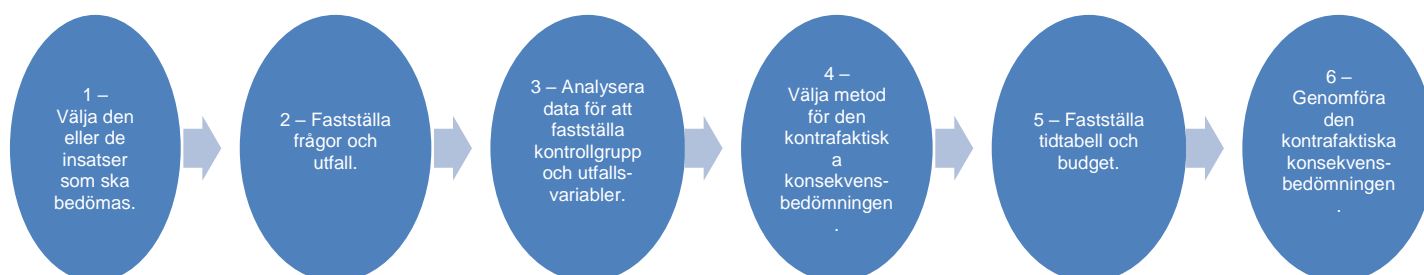 1 –
Välja den
eller de
insatser
som ska
bedömas.
2 – Fastställa
frågor och
utfall.
3 – Analysera
data för att
fastställa
kontrollgrupp
och utfalls-
variabler.
4 –
Välja metod
för den
kontrafaktisk
a
konsekvens-
bedömningen
.
5 – Fastställa
tidtabell och
budget.
6 –
Genomföra
den
kontrafaktiska
konsekvens-
bedömningen
.